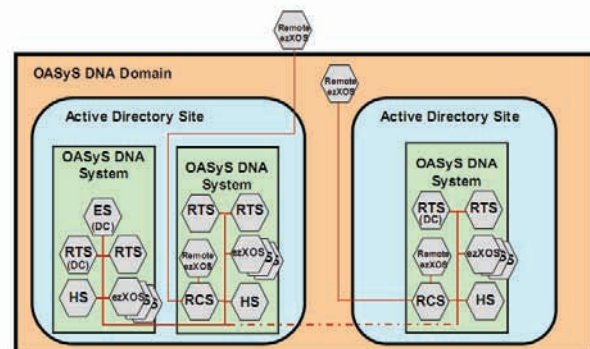 Remote
ezXOS
OASyS DNA Domain
Remote
ezXOS
Active Directory Site
Active Directory Site
OASyS DNA
System
ES
(DC)
RTS
(DC)
RTS
HS
ezXOS
S
S
OASyS DNA
System
RTS
RTS
Remote
ezXOS
ezXOS
S
S
RCS
HS
OASyS DNA
System
RTS
(DC)
RTS
Remote
ezXOS
ezXOS
S
S
RCS
HS